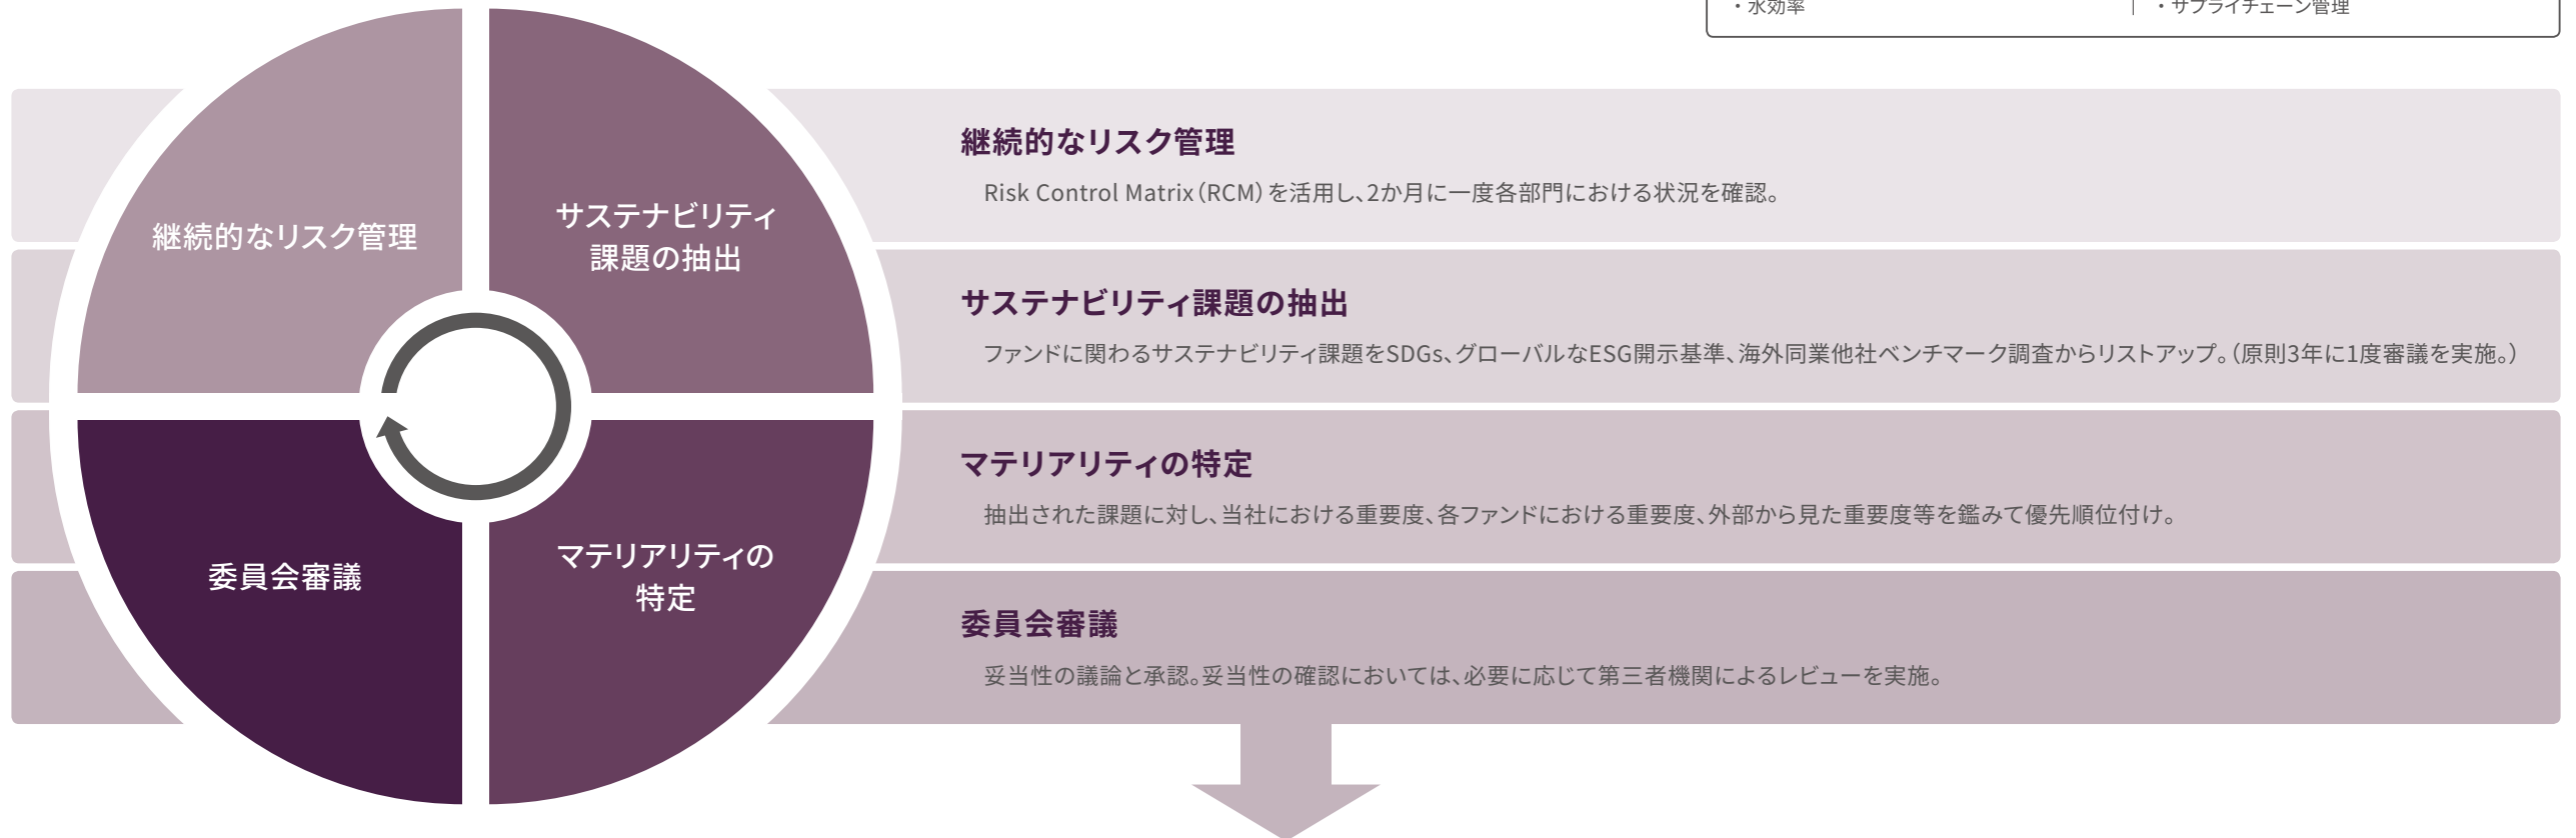 ・水効率
・サプライチェーン管理
継続的なリスク管理
サステナビリティ
課題の抽出
委員会審議
マテリアリティの
特定
継続的なリスク管理
Risk Control Matrix（RCM）を活用し、2か月に一度各部門における状況を確認。
サステナビリティ課題の抽出
ファンドに関わるサステナビリティ課題をSDGs、グローバルなESG開示基準、海外同業他社ベンチマーク調査からリストアップ。（原則3年に1度審議を実施。）
マテリアリティの特定
抽出された課題に対し、当社における重要度、各ファンドにおける重要度、外部から見た重要度等を鑑みて優先順位付け。
委員会審議
妥当性の議論と承認。妥当性の確認においては、必要に応じて第三者機関によるレビューを実施。